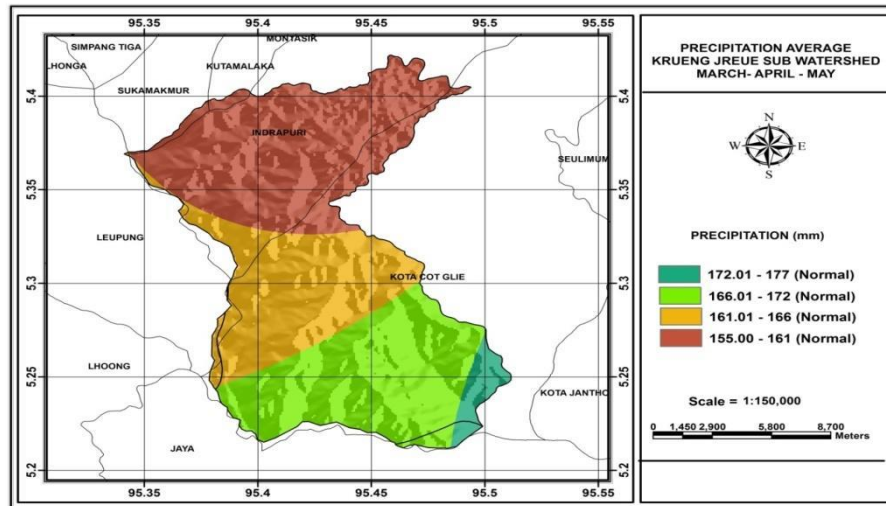 95.35 95.4 95.45 95.5 95.55
MONTASIK
SIMPANG TIGA
LHONGA
KUTAMALAKA
SUKAMAKMUR
5.4 5.4
INDRAPURI
SEULIMUM
5.35 5.35
LEUPUNG
5.3 5.3
KOTA COT GLIE
LHOONG
5.25 5.25
KOTA JANTHO
JAYA
5.2 5.2
95.35 95.4 95.45 95.5 95.55
PRECIPITATION AVERAGE
KRUENG JREUE SUB WATERSHED
MARCH- APRIL - MAY
N
W E
S
PRECIPITATION (mm)
172.01 - 177 (Normal)
166.01 - 172 (Normal)
161.01 - 166 (Normal)
155.00 - 161 (Normal)
Scale = 1:150,000
0 1,450 2,900 5,800 8,700
Meters